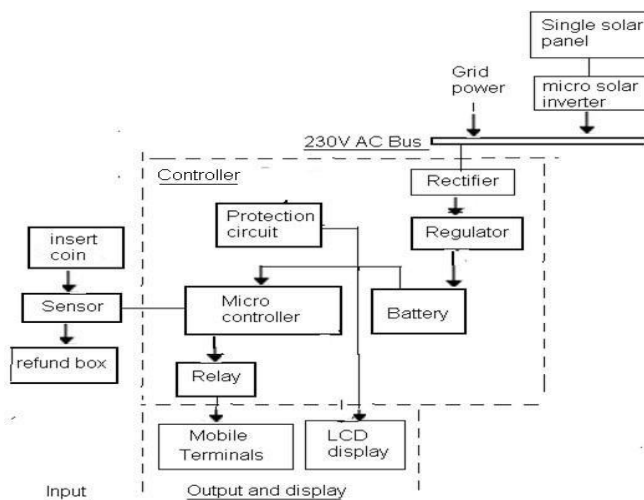 Single solar
panel
Grid
power
micro solar
inverter
230V AC Bus
Controller
Rectifier
Protection
circuit
Regulator
insert
coin
Sensor
Micro
controller
Battery
refund box
Relay
Mobile
Terminals
LCD
display
Input
Output and display